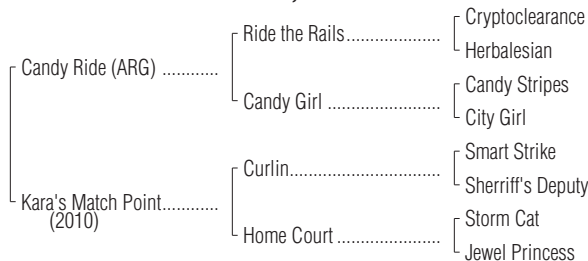 Cryptoclearance
Ride the Rails
Herbalesian
Candy Ride (ARG)
Candy Stripes
Candy Girl
City Girl
Smart Strike
Curlin
Sherriff's Deputy
Kara's Match Point
(2010)
Storm Cat
Home Court
Jewel Princess